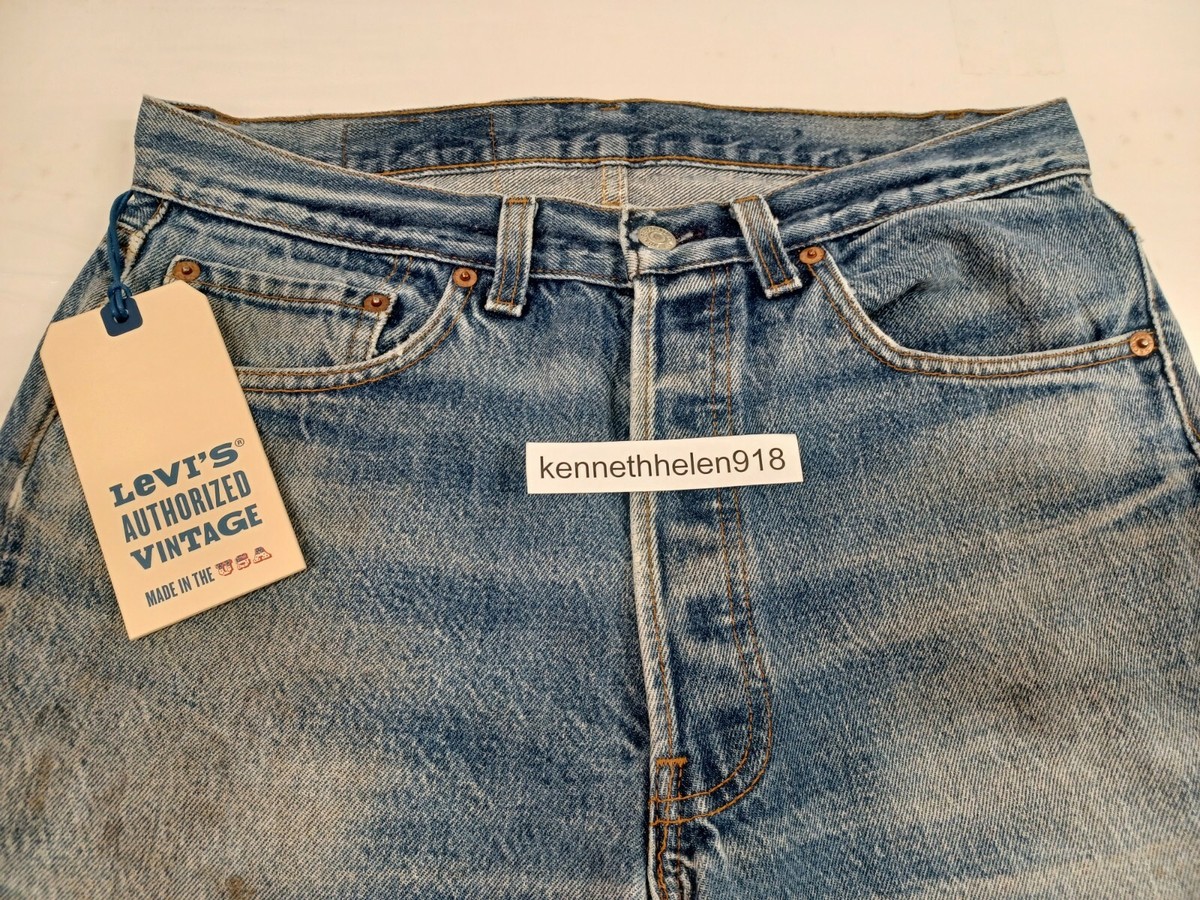 LEVI'S®
AUTHORIZED
VINTAGE
MADE IN THE USA
kennethhelen918